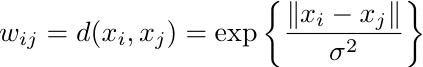 w_{ij} = d(x_i, x_j) = \exp\left\{\frac{\|x_i - x_j\|}{\sigma^2}\right\}